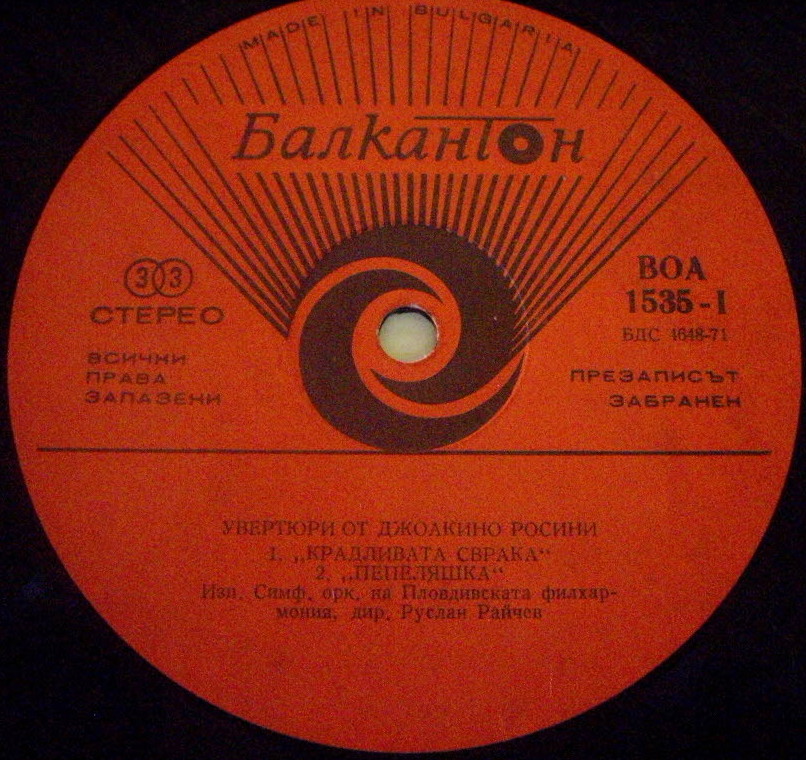 MADE IN BULGARIA
Балкантон
33
СТЕРЕО
ВСИЧКИ
ПРАВА
ЗАПАЗЕНИ
ВОА
1535-I
БДС 4648-71
ПРЕЗАПИСЪТ
ЗАБРАНЕН
УВЕРТЮРИ ОТ ДЖОАКИНО РОСИНИ
1. „КРАДЛИВАТА СВРАКА“
2. „ПЕПЕЛЯШКА“
Изп. Симф. орк. на Пловдивската филхар-
мония, дир. Руслан Райчев